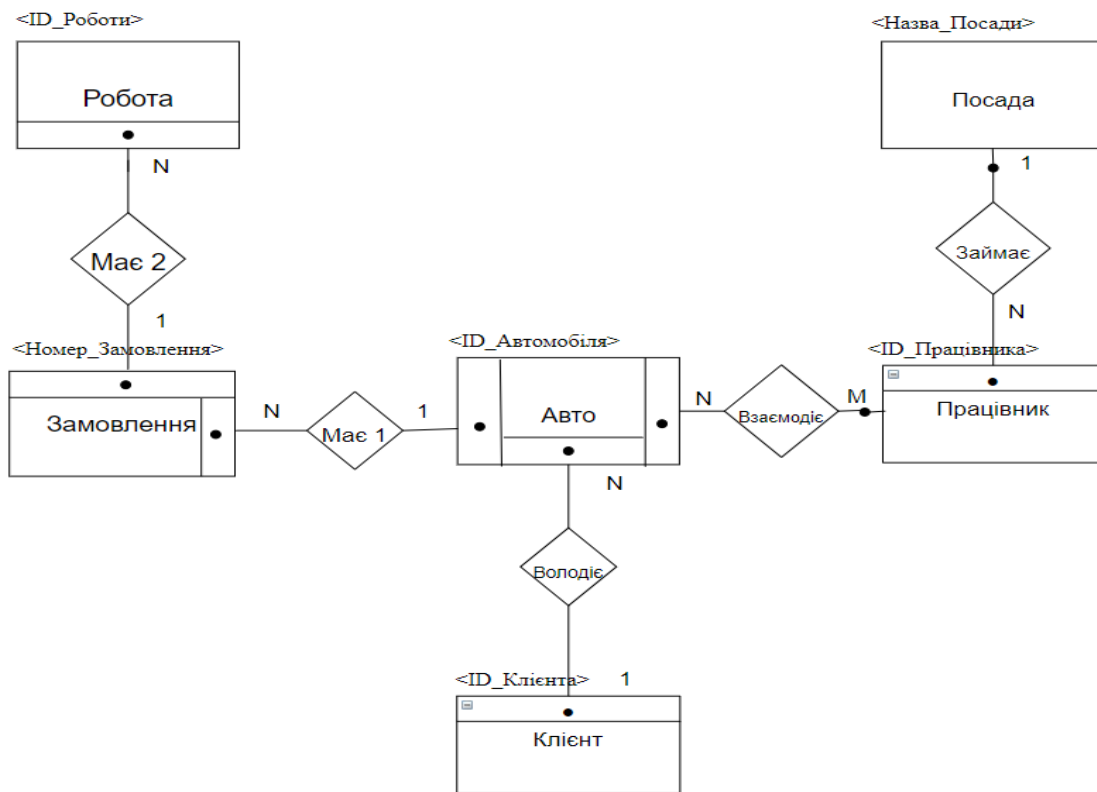 <ID_Роботи>
<Назва_Посади>
Робота
Посада
N
1
Має 2
Займає
1
N
<Номер_Замовлення>
<ID_Автомобіля>
<ID_Працівника>
Замовлення
N
Має 1
1
Авто
N
Взаємодіє
M
Працівник
N
Володіє
<ID_Клієнта>
1
Клієнт